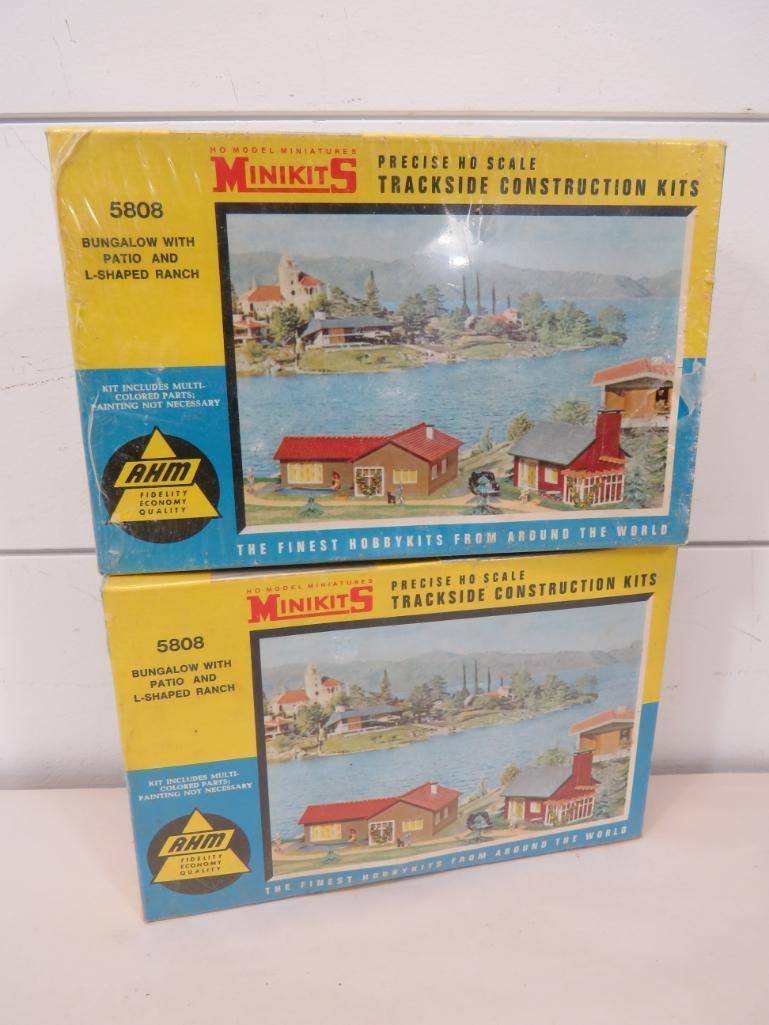 HO MODEL MINIATURES
MINIKITS
PRECISE HO SCALE
TRACKSIDE CONSTRUCTION KITS
5808
BUNGALOW WITH
PATIO AND
L-SHAPED RANCH
KIT INCLUDES MULTI-
COLORED PARTS;
PAINTING NOT NECESSARY
AHM
FIDELITY
ECONOMY
QUALITY
THE FINEST HOBBYKITS FROM AROUND THE WORLD
HO MODEL MINIATURES
MINIKITS
PRECISE HO SCALE
TRACKSIDE CONSTRUCTION KITS
5808
BUNGALOW WITH
PATIO AND
L-SHAPED RANCH
KIT INCLUDES MULTI-
COLORED PARTS;
PAINTING NOT NECESSARY
AHM
FIDELITY
ECONOMY
QUALITY
THE FINEST HOBBYKITS FROM AROUND THE WORLD